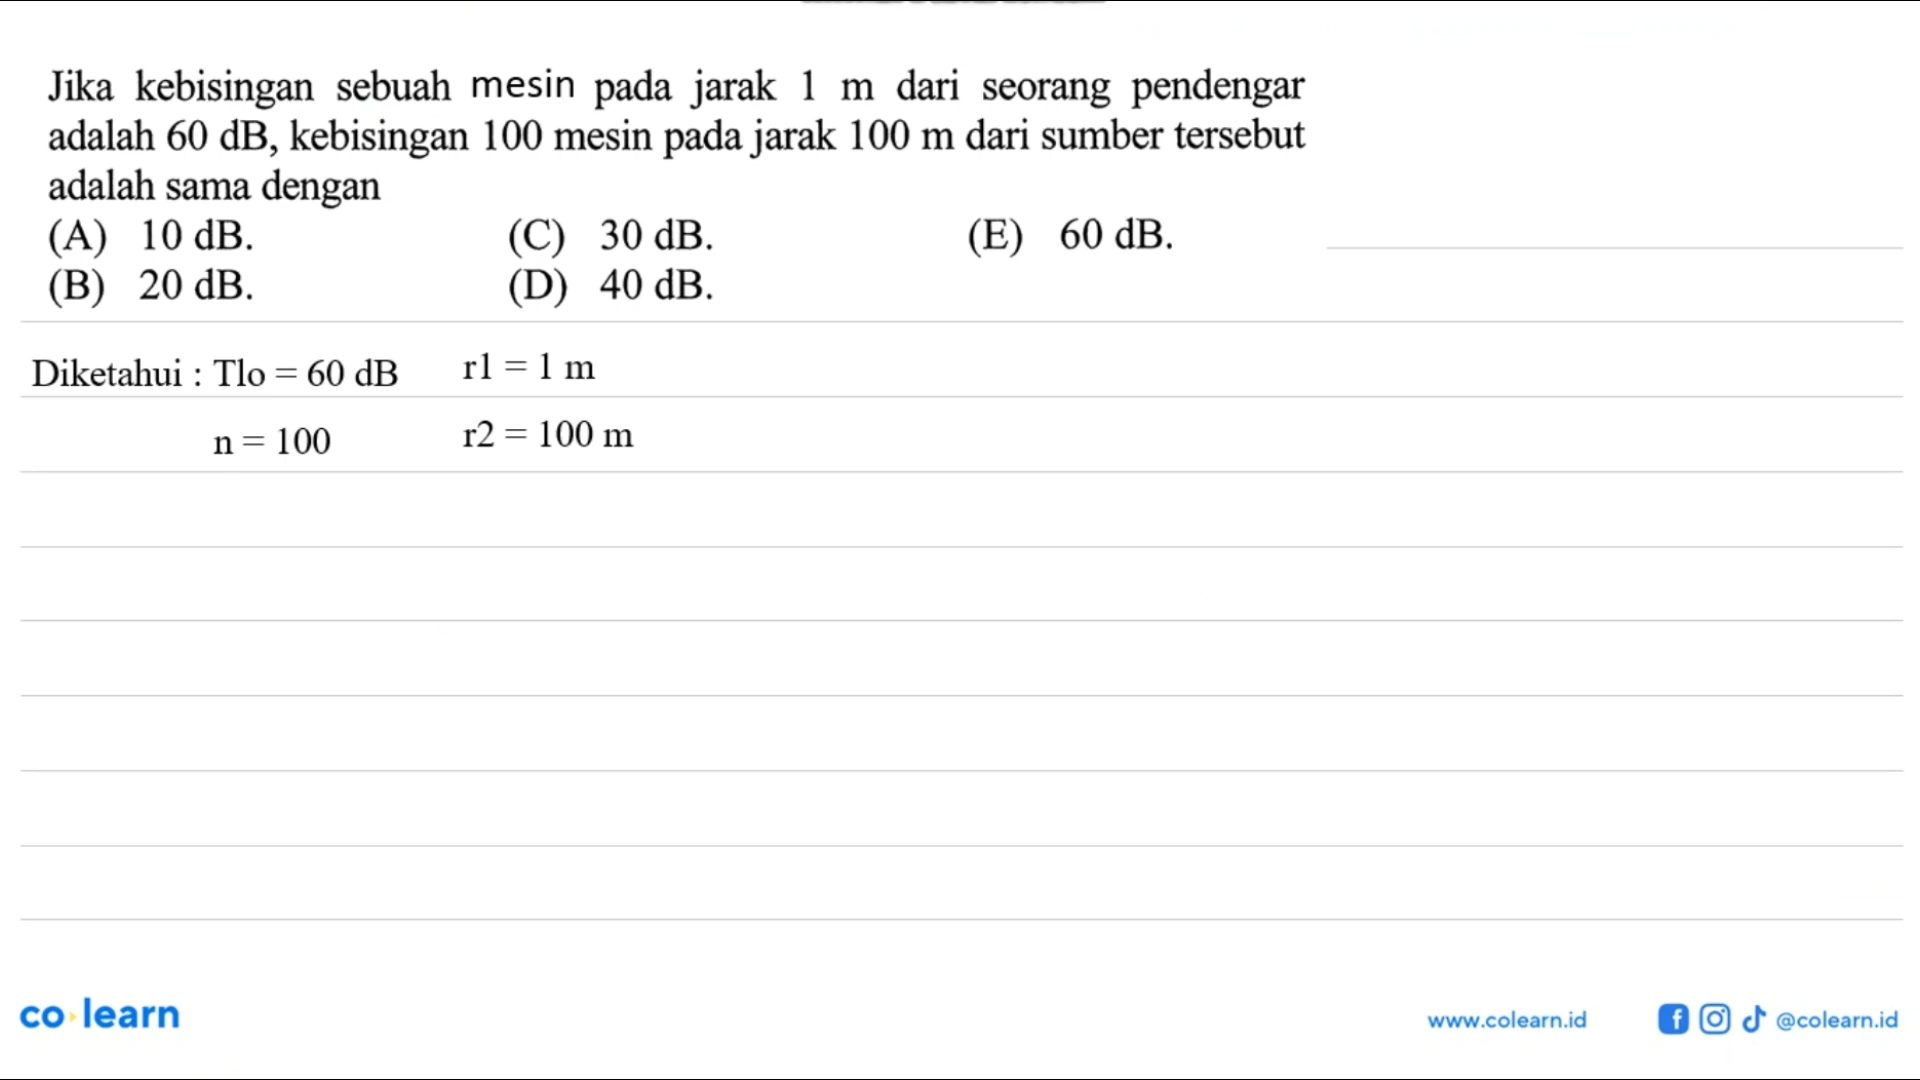 Jika kebisingan sebuah mesin pada jarak 1 m dari seorang pendengar
adalah 60 dB, kebisingan 100 mesin pada jarak 100 m dari sumber tersebut
adalah sama dengan
(A) 10 dB. (C) 30 dB. (E) 60 dB.
(B) 20 dB. (D) 40 dB.
Diketahui : Tlo = 60 dB r1 = 1 m
n = 100 r2 = 100 m
co learn
www.colearn.id @colearn.id